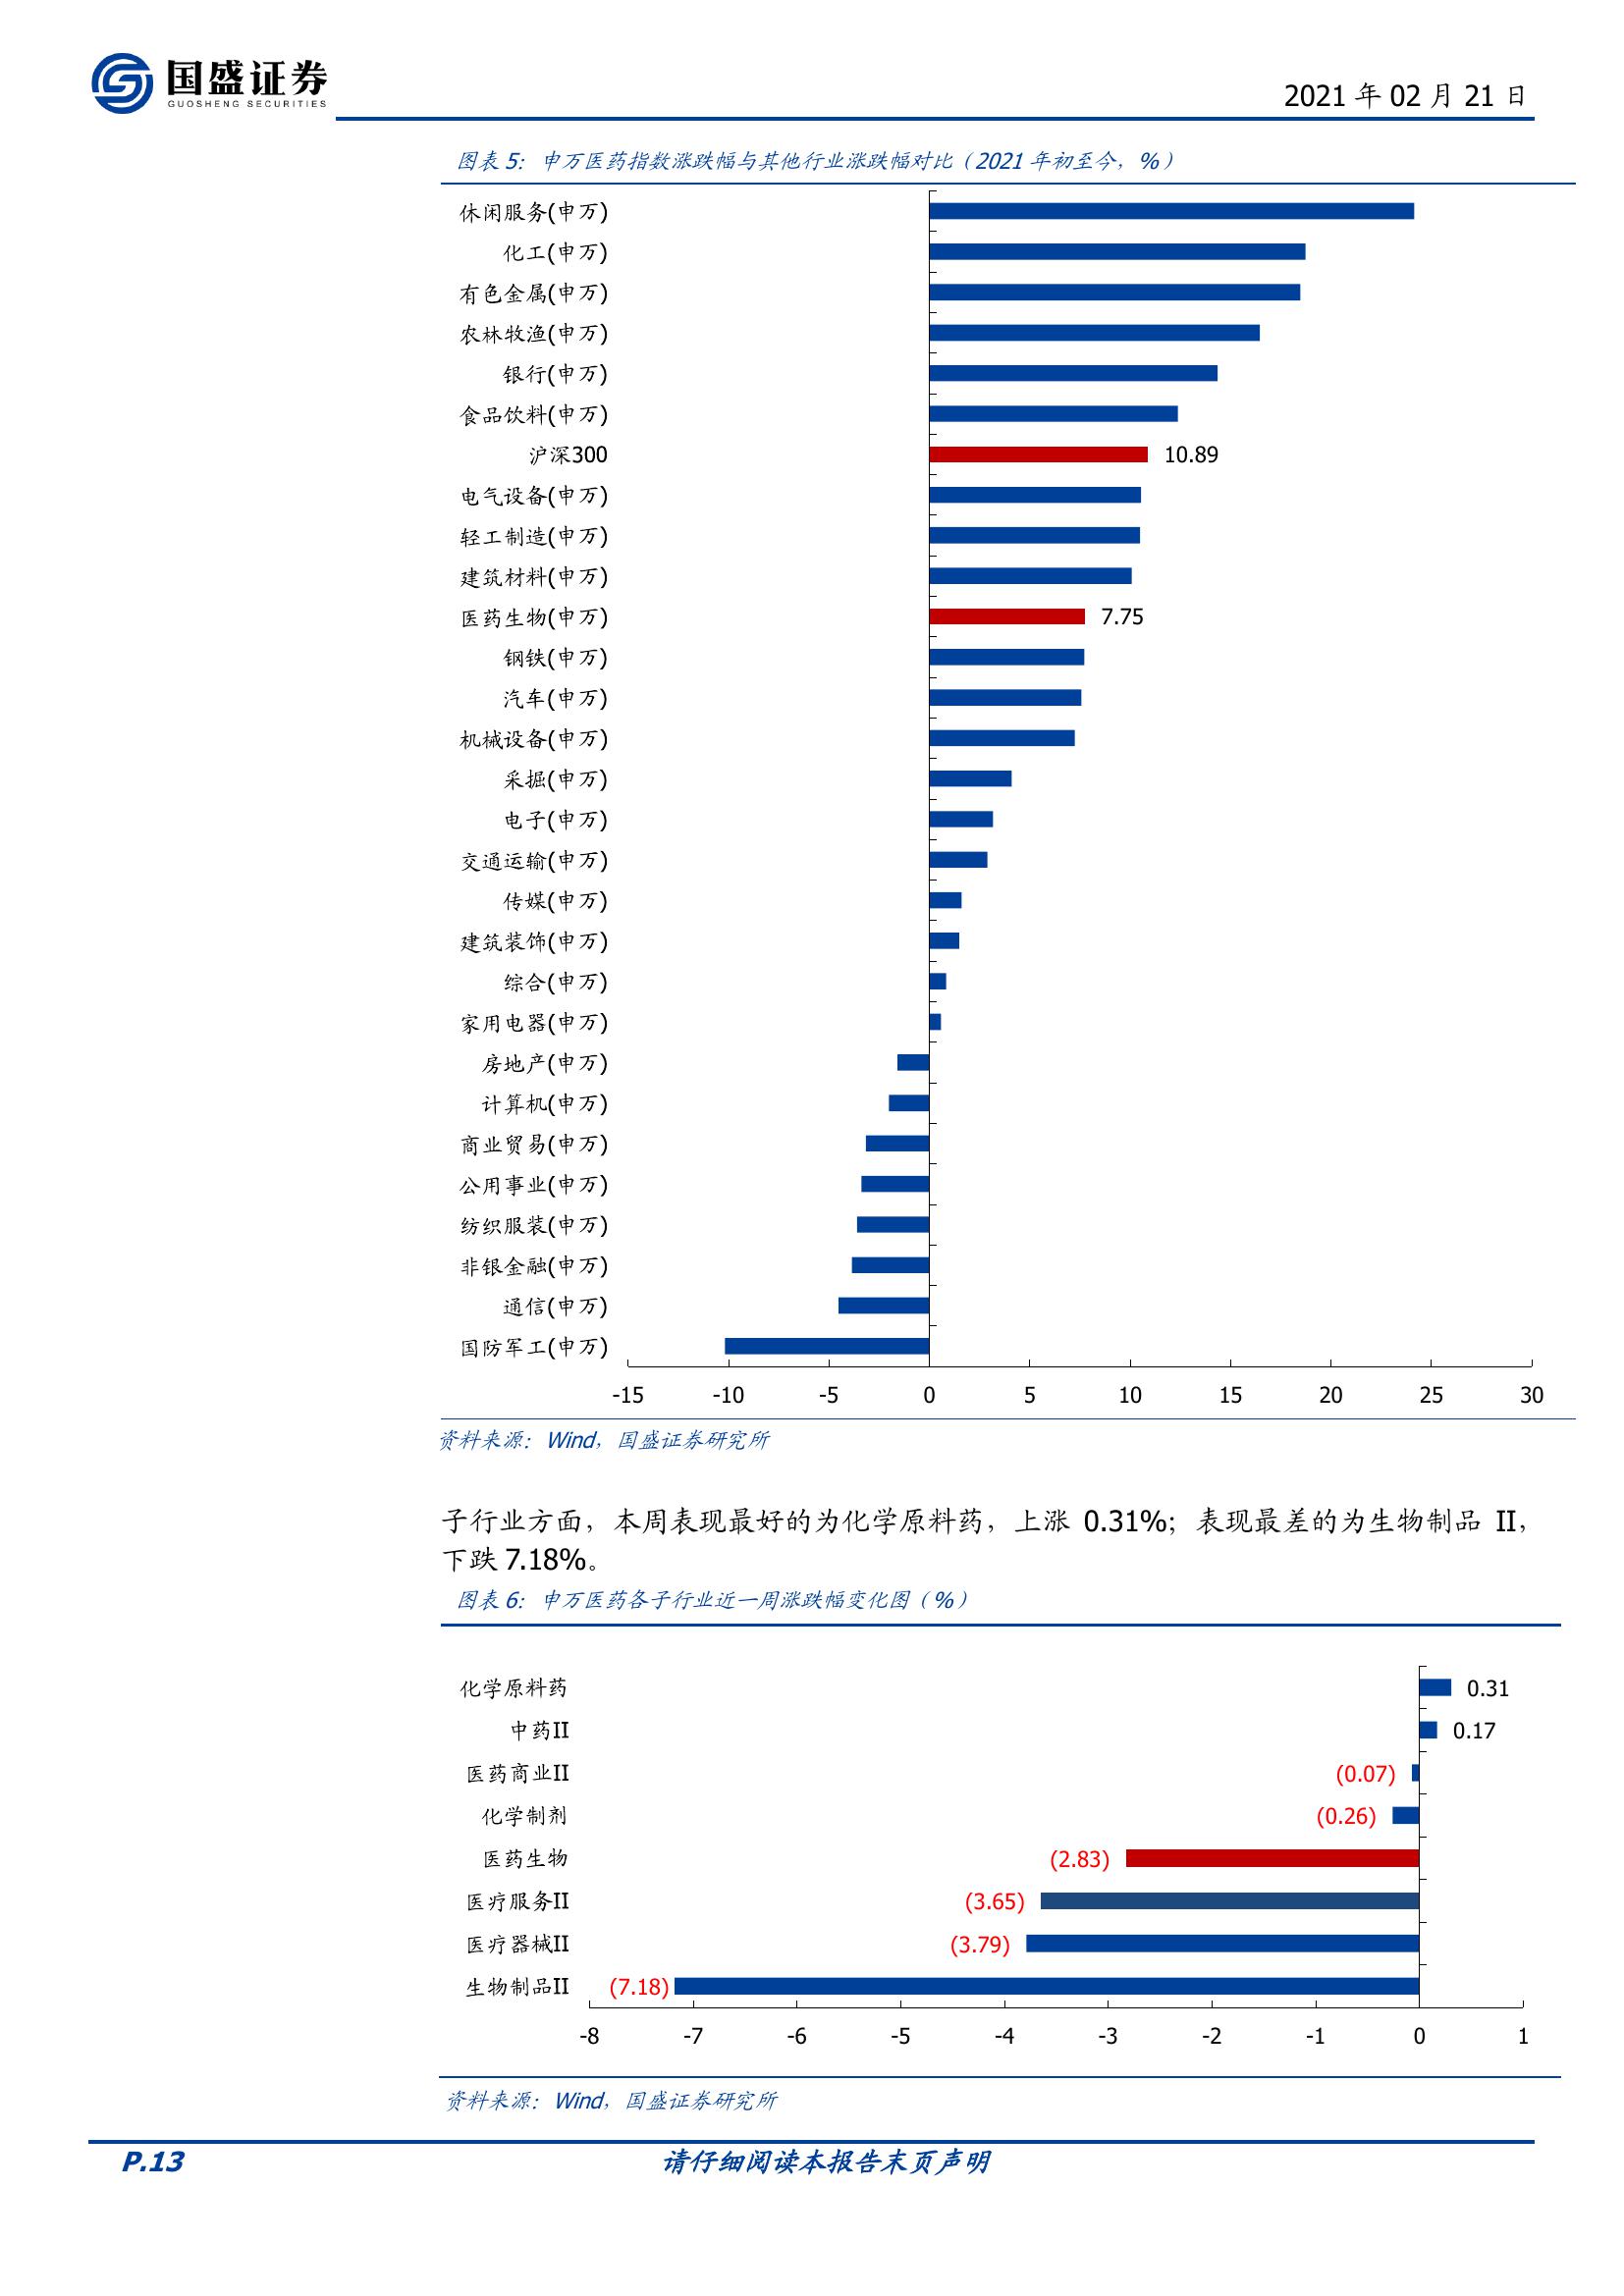 国盛证券
GUOSHENG SECURITIES
2021 年 02 月 21 日
图表 5: 申万医药指数涨跌幅与其他行业涨跌幅对比（2021 年初至今，%）
休闲服务(申万)
化工(申万)
有色金属(申万)
农林牧渔(申万)
银行(申万)
食品饮料(申万)
沪深300 10.89
电气设备(申万)
轻工制造(申万)
建筑材料(申万)
医药生物(申万) 7.75
钢铁(申万)
汽车(申万)
机械设备(申万)
采掘(申万)
电子(申万)
交通运输(申万)
传媒(申万)
建筑装饰(申万)
综合(申万)
家用电器(申万)
房地产(申万)
计算机(申万)
商业贸易(申万)
公用事业(申万)
纺织服装(申万)
非银金融(申万)
通信(申万)
国防军工(申万)
-15 -10 -5 0 5 10 15 20 25 30
资料来源：Wind，国盛证券研究所
子行业方面，本周表现最好的为化学原料药，上涨 0.31%；表现最差的为生物制品 II，
下跌 7.18%。
图表 6: 申万医药各子行业近一周涨跌幅变化图（%）
化学原料药 0.31
中药II 0.17
医药商业II (0.07)
化学制剂 (0.26)
医药生物 (2.83)
医疗服务II (3.65)
医疗器械II (3.79)
生物制品II (7.18)
-8 -7 -6 -5 -4 -3 -2 -1 0 1
资料来源：Wind，国盛证券研究所
P.13 请仔细阅读本报告末页声明